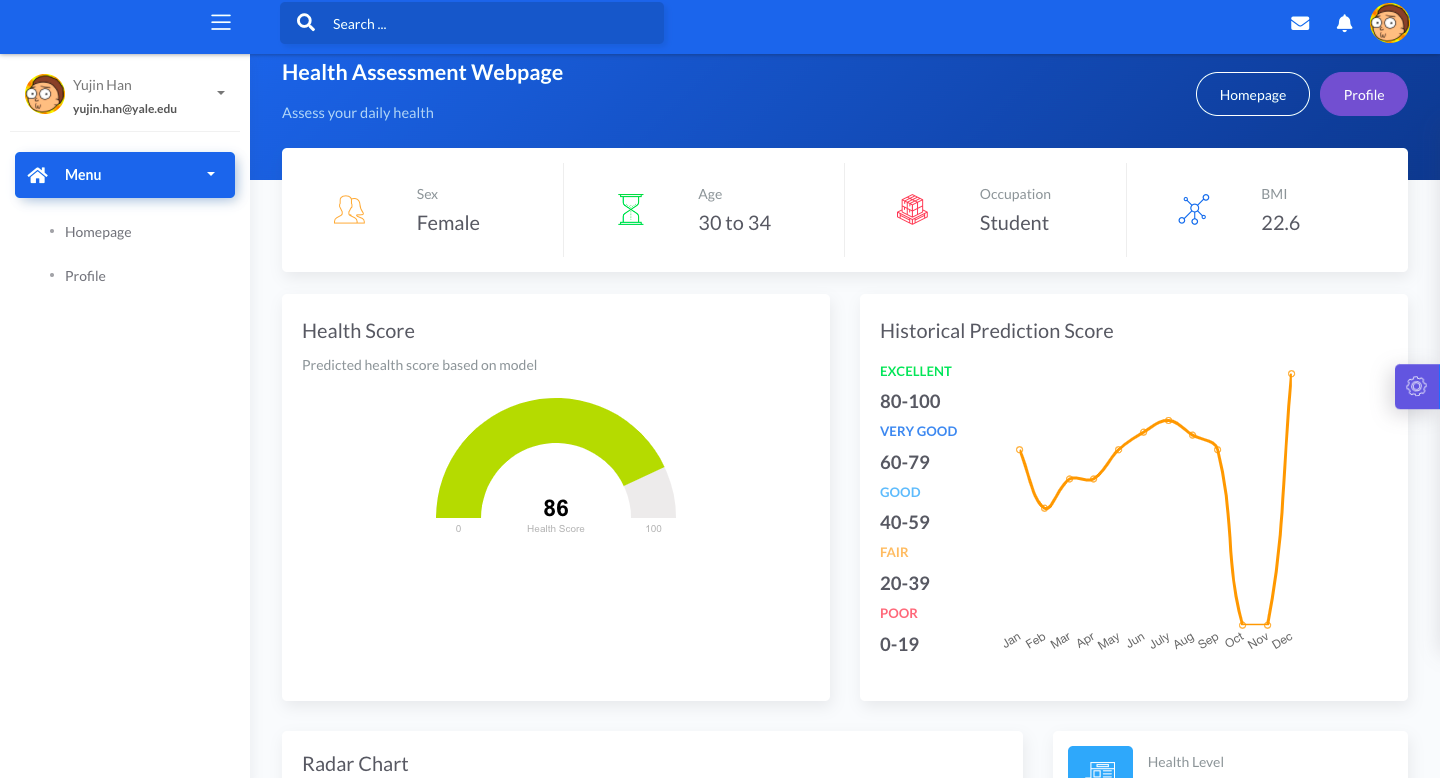 Search ...
Yujin Han
yujin.han@yale.edu
Menu
Homepage
Profile
Health Assessment Webpage
Assess your daily health
Homepage
Profile
Sex
Female
Age
30 to 34
Occupation
Student
BMI
22.6
Health Score
Predicted health score based on model
86
0
Health Score
100
Historical Prediction Score
EXCELLENT
80-100
VERY GOOD
60-79
GOOD
40-59
FAIR
20-39
POOR
0-19
Jan
Feb
Mar
Apr
May
Jun
July
Aug
Sep
Oct
Nov
Dec
Radar Chart
Health Level